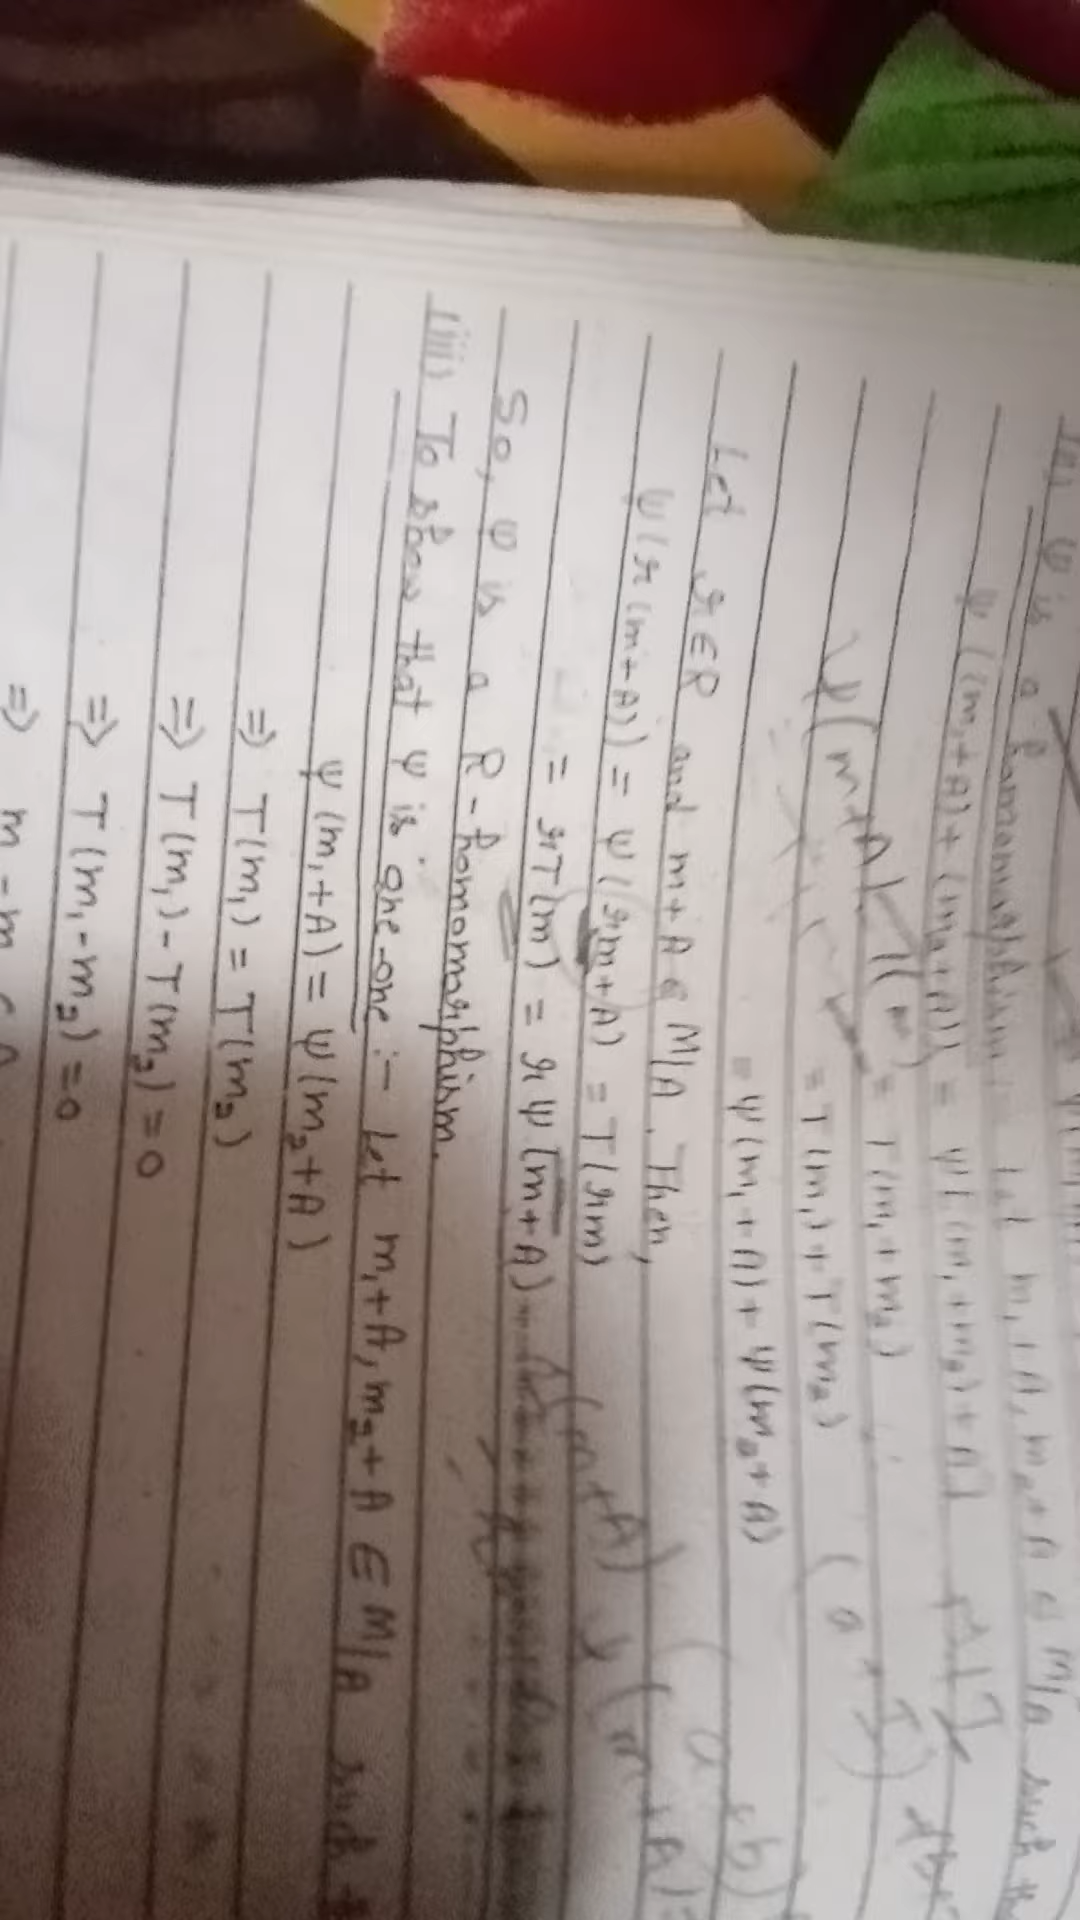 ψ is a homomorphism :- Let m₁+A, m₂+A ∈ M/A such
ψ((m₁+A)+(m₂+A)) = ψ((m₁+m₂)+A)
= T(m₁+m₂)
= T(m₁)+T(m₂)
= ψ(m₁+A)+ψ(m₂+A)
Let r∈R and m+A ∈ M/A. Then,
ψ(r(m+A)) = ψ(rm+A) = T(rm)
= rT(m) = rψ(m+A)
So, ψ is a R-homomorphism.
(iii) To show that ψ is one-one :- Let m₁+A, m₂+A ∈ M/A such
ψ(m₁+A) = ψ(m₂+A)
⇒ T(m₁) = T(m₂)
⇒ T(m₁)-T(m₂) = 0
⇒ T(m₁-m₂) = 0
⇒ m-m